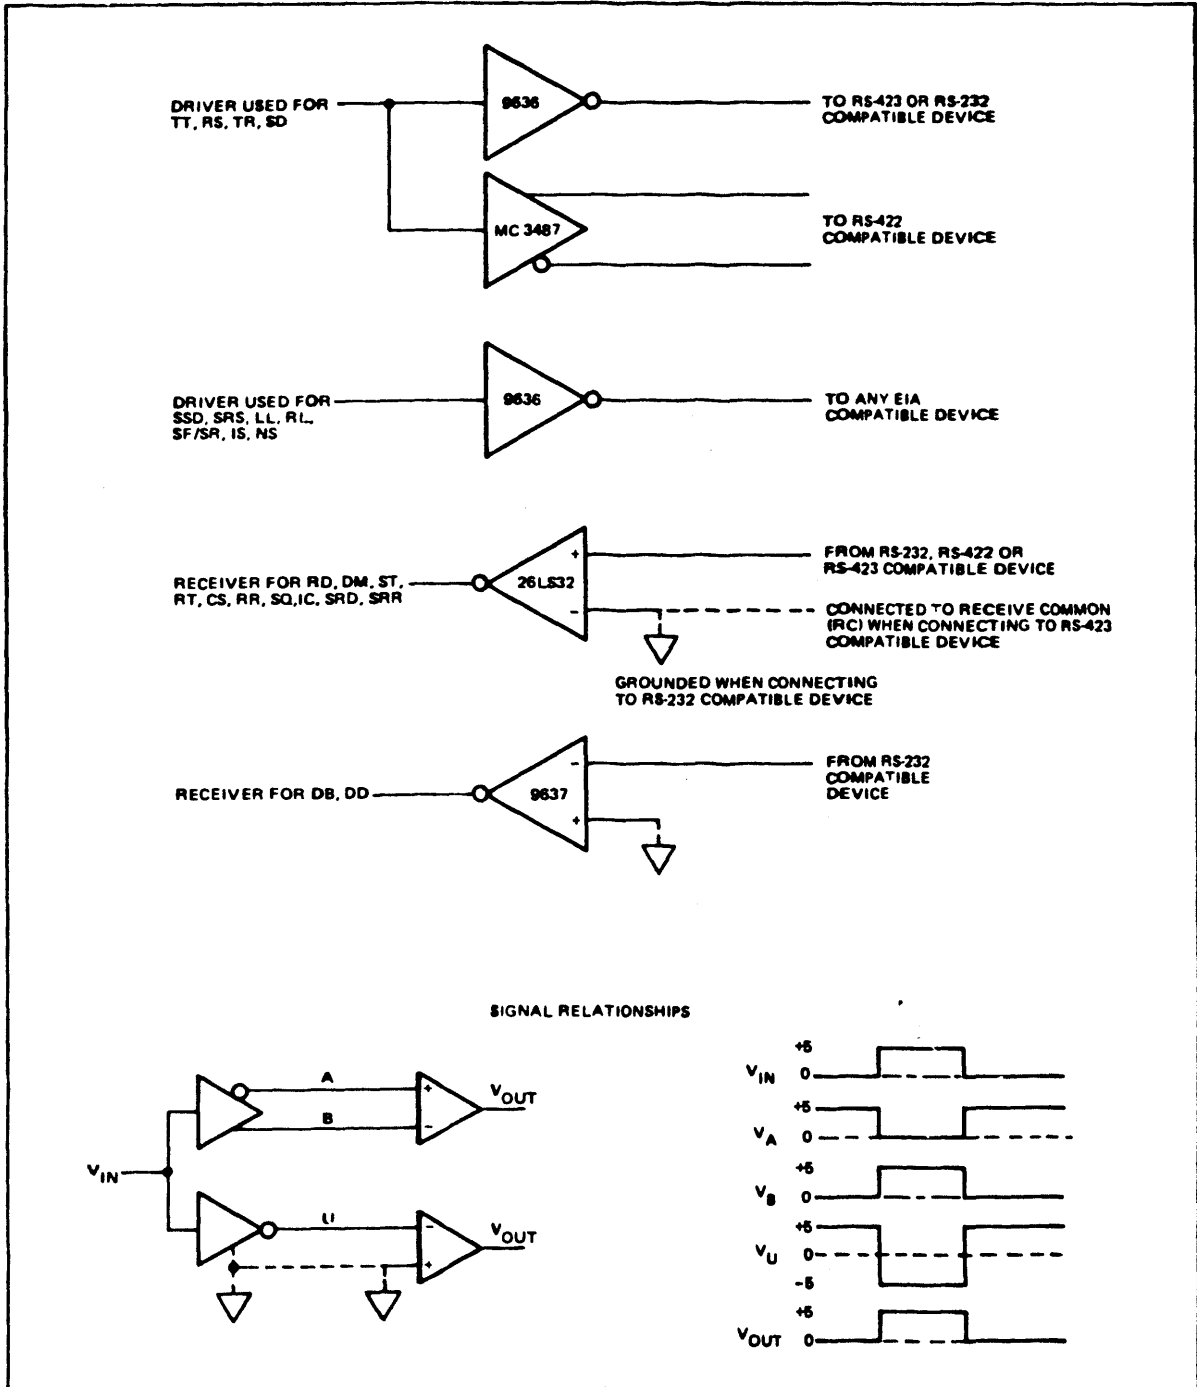 DRIVER USED FOR
TT, RS, TR, SD
9636
TO RS-423 OR RS-232
COMPATIBLE DEVICE
MC 3487
TO RS-422
COMPATIBLE DEVICE
DRIVER USED FOR
SSD, SRS, LL, RL,
SF/SR, IS, NS
9636
TO ANY EIA
COMPATIBLE DEVICE
RECEIVER FOR RD, DM, ST,
RT, CS, RR, SQ,IC, SRD, SRR
+
26LS32
-
FROM RS-232, RS-422 OR
RS-423 COMPATIBLE DEVICE
CONNECTED TO RECEIVE COMMON
(RC) WHEN CONNECTING TO RS-423
COMPATIBLE DEVICE
GROUNDED WHEN CONNECTING
TO RS-232 COMPATIBLE DEVICE
RECEIVER FOR DB, DD
-
9637
+
FROM RS-232
COMPATIBLE
DEVICE
SIGNAL RELATIONSHIPS
VIN
A
B
+
-
VOUT
U
-
+
VOUT
VIN
+5
0
VA
+5
0
VB
+5
0
VU
+5
0
-5
VOUT
+5
0